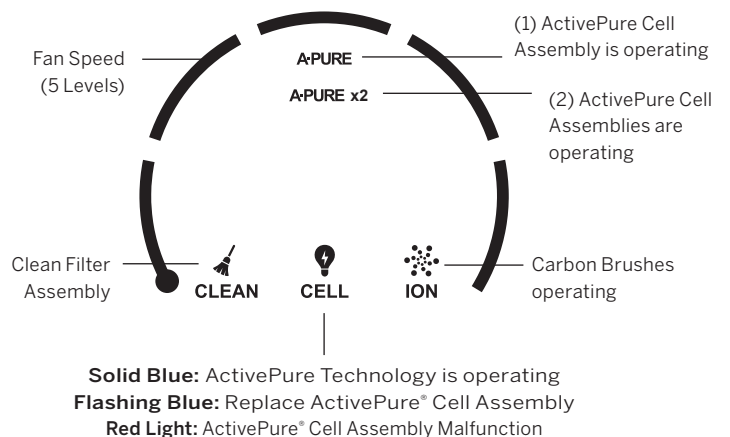 Fan Speed
(5 Levels)
A•PURE
(1) ActivePure Cell
Assembly is operating
A•PURE x2
(2) ActivePure Cell
Assemblies are
operating
Clean Filter
Assembly
CLEAN
CELL
ION
Carbon Brushes
operating
Solid Blue: ActivePure Technology is operating
Flashing Blue: Replace ActivePure® Cell Assembly
Red Light: ActivePure® Cell Assembly Malfunction